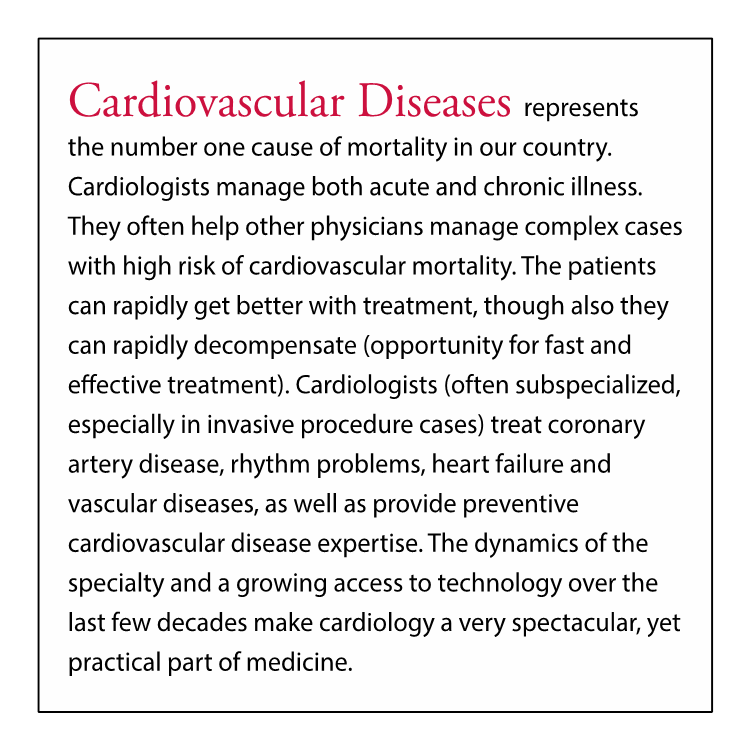 Cardiovascular Diseases represents
the number one cause of mortality in our country.
Cardiologists manage both acute and chronic illness.
They often help other physicians manage complex cases
with high risk of cardiovascular mortality. The patients
can rapidly get better with treatment, though also they
can rapidly decompensate (opportunity for fast and
effective treatment). Cardiologists (often subspecialized,
especially in invasive procedure cases) treat coronary
artery disease, rhythm problems, heart failure and
vascular diseases, as well as provide preventive
cardiovascular disease expertise. The dynamics of the
specialty and a growing access to technology over the
last few decades make cardiology a very spectacular, yet
practical part of medicine.